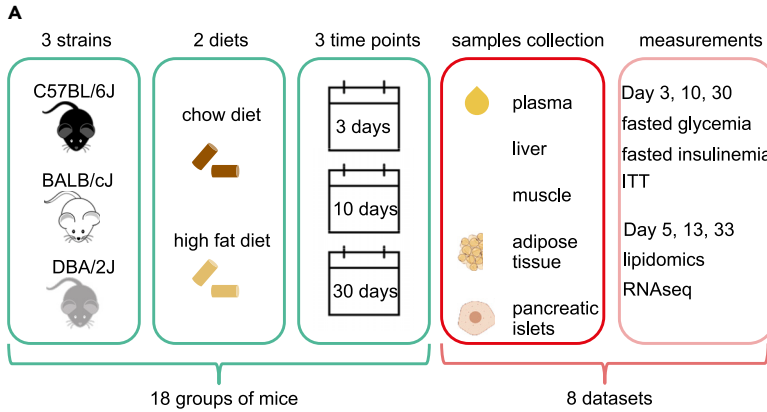 A
3 strains
2 diets
3 time points
samples collection
measurements
C57BL/6J
BALB/cJ
DBA/2J
chow diet
high fat diet
3 days
10 days
30 days
plasma
liver
muscle
adipose
tissue
pancreatic
islets
Day 3, 10, 30
fasted glycemia
fasted insulinemia
ITT
Day 5, 13, 33
lipidomics
RNAseq
18 groups of mice
8 datasets